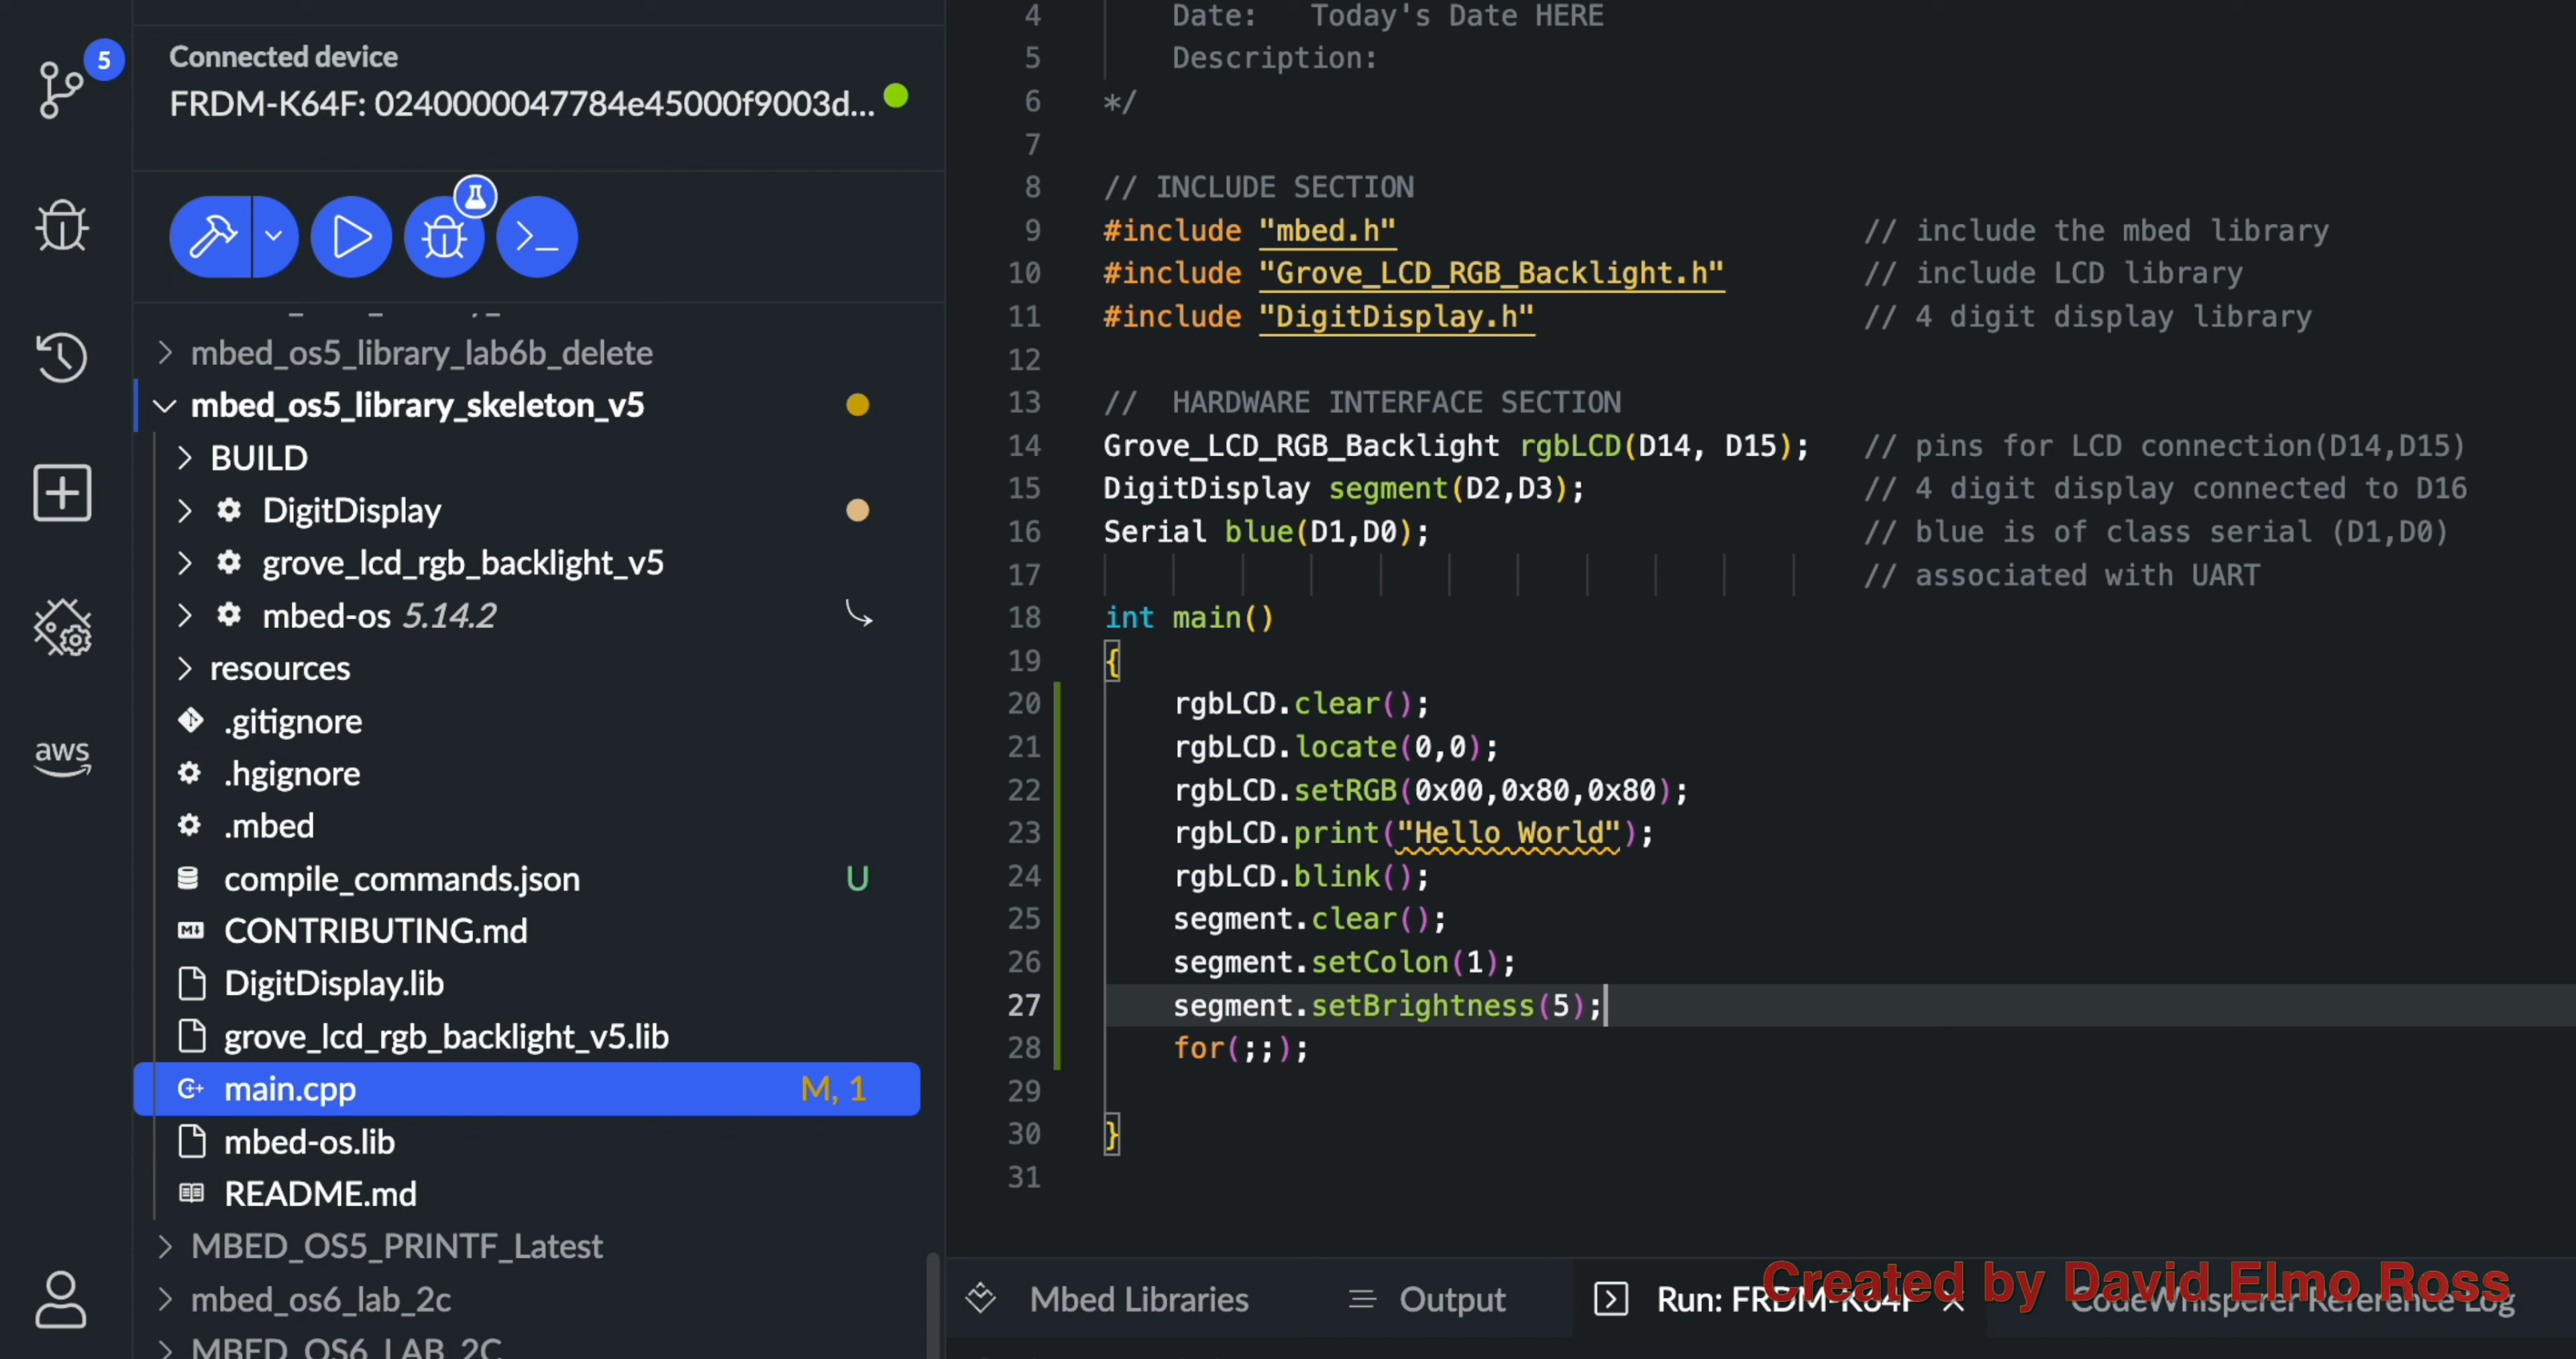 5
Connected device
FRDM-K64F: 0240000047784e45000f9003d...
mbed_os5_library_lab6b_delete
mbed_os5_library_skeleton_v5
BUILD
DigitDisplay
grove_lcd_rgb_backlight_v5
mbed-os 5.14.2
resources
.gitignore
.hgignore
.mbed
compile_commands.json U
CONTRIBUTING.md
DigitDisplay.lib
grove_lcd_rgb_backlight_v5.lib
main.cpp M, 1
mbed-os.lib
README.md
MBED_OS5_PRINTF_Latest
mbed_os6_lab_2c
MBED_OS6_LAB_2C
aws
4 Date: Today's Date HERE
5 Description:
6 */
7
8 // INCLUDE SECTION
9 #include "mbed.h" // include the mbed library
10 #include "Grove_LCD_RGB_Backlight.h" // include LCD library
11 #include "DigitDisplay.h" // 4 digit display library
12
13 // HARDWARE INTERFACE SECTION
14 Grove_LCD_RGB_Backlight rgbLCD(D14, D15); // pins for LCD connection(D14,D15)
15 DigitDisplay segment(D2,D3); // 4 digit display connected to D16
16 Serial blue(D1,D0); // blue is of class serial (D1,D0)
17 // associated with UART
18 int main()
19 {
20 rgbLCD.clear();
21 rgbLCD.locate(0,0);
22 rgbLCD.setRGB(0x00,0x80,0x80);
23 rgbLCD.print("Hello World");
24 rgbLCD.blink();
25 segment.clear();
26 segment.setColon(1);
27 segment.setBrightness(5);
28 for(;;);
29
30 }
31
Mbed Libraries
Output
Run: FRDM-K64F
CodeWhisperer Reference Log
Created by David Elmo Ross